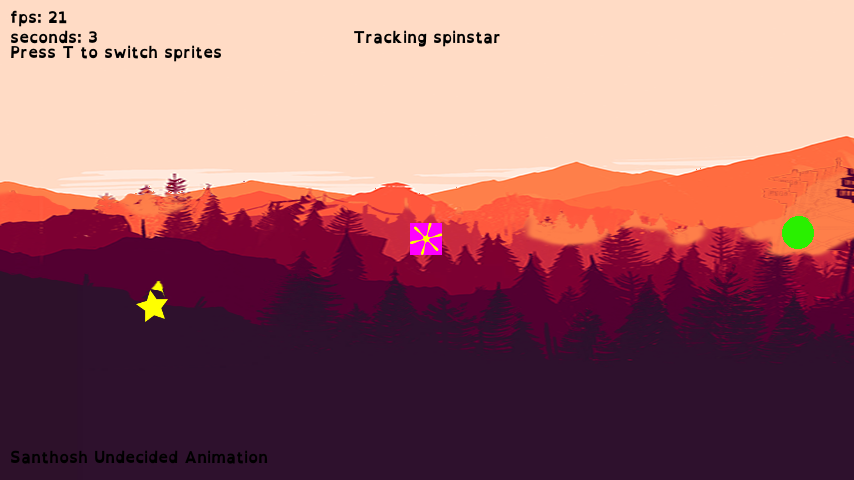 fps: 21
seconds: 3
Press T to switch sprites
Tracking spinstar
Santhosh Undecided Animation